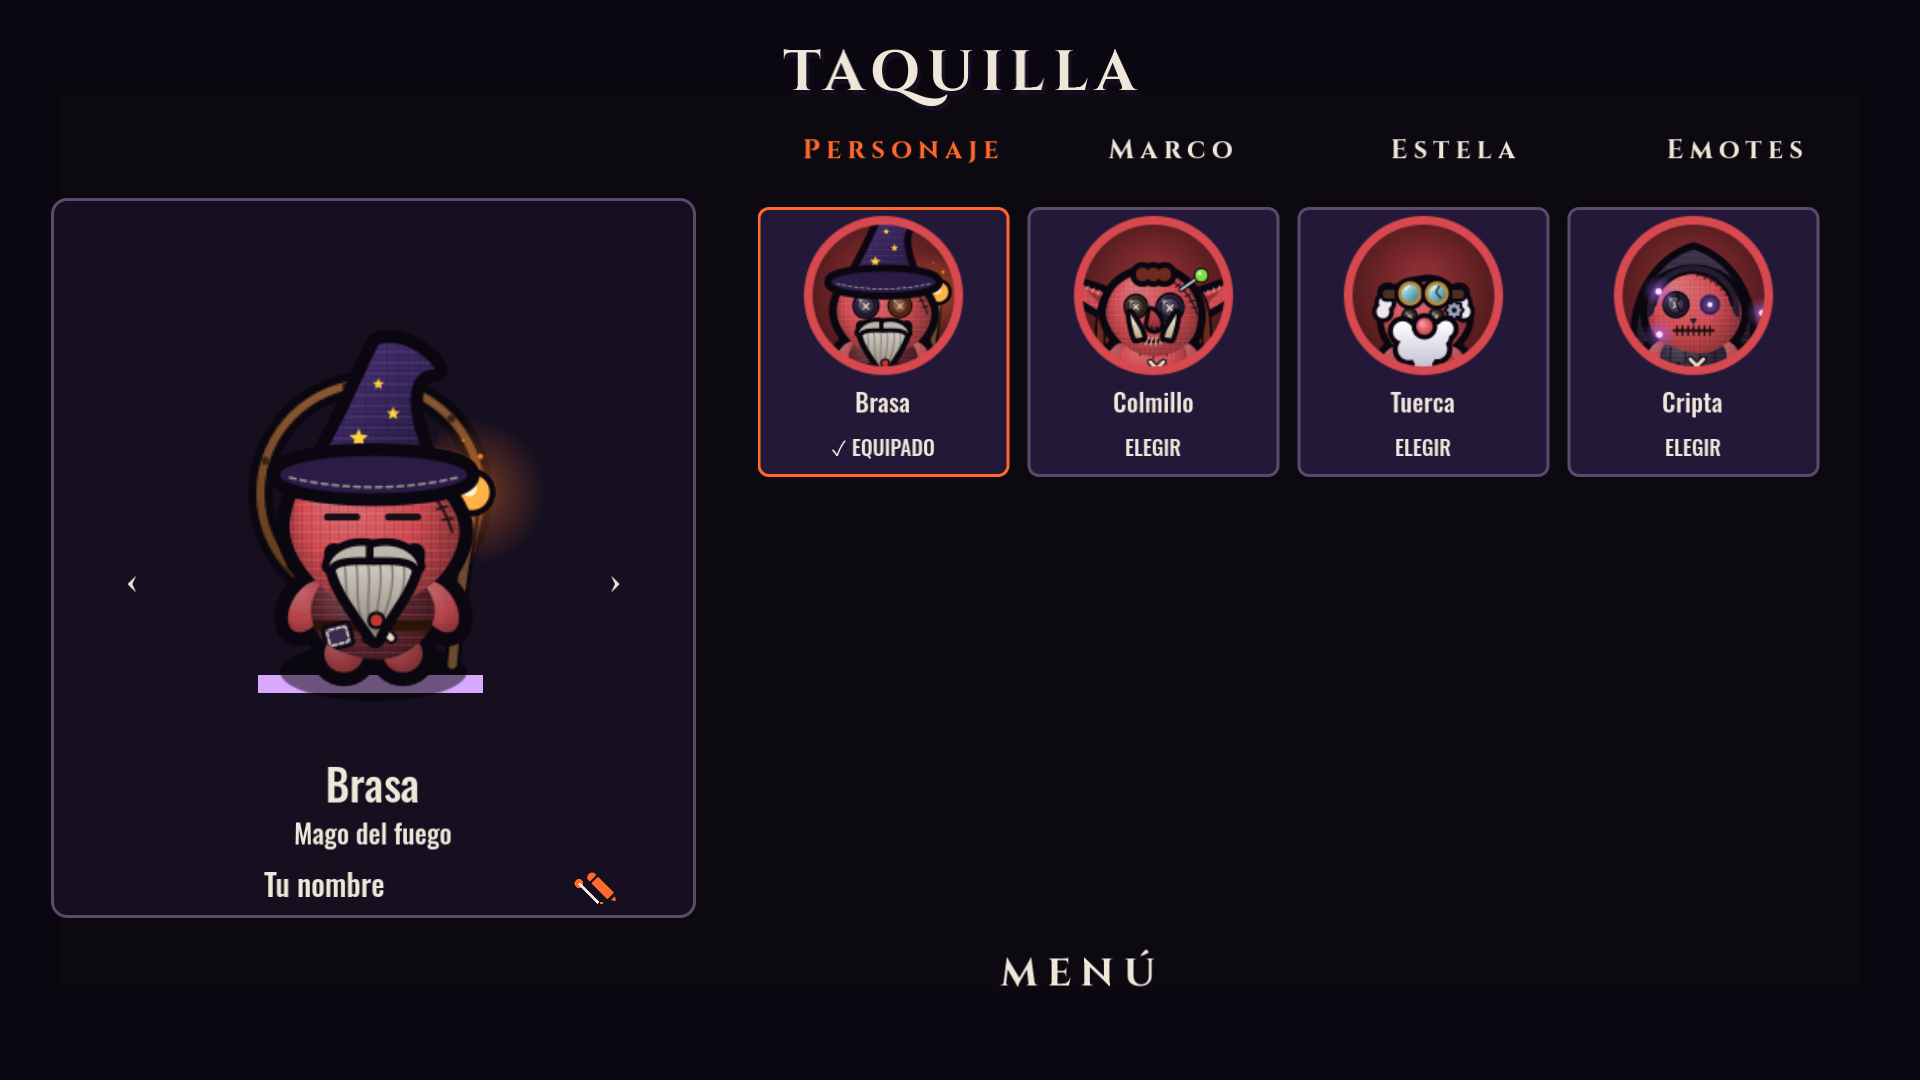 TAQUILLA
PERSONAJE MARCO ESTELA EMOTES
Brasa
✓ EQUIPADO
Colmillo
ELEGIR
Tuerca
ELEGIR
Cripta
ELEGIR
‹ ›
Brasa
Mago del fuego
Tu nombre
MENÚ